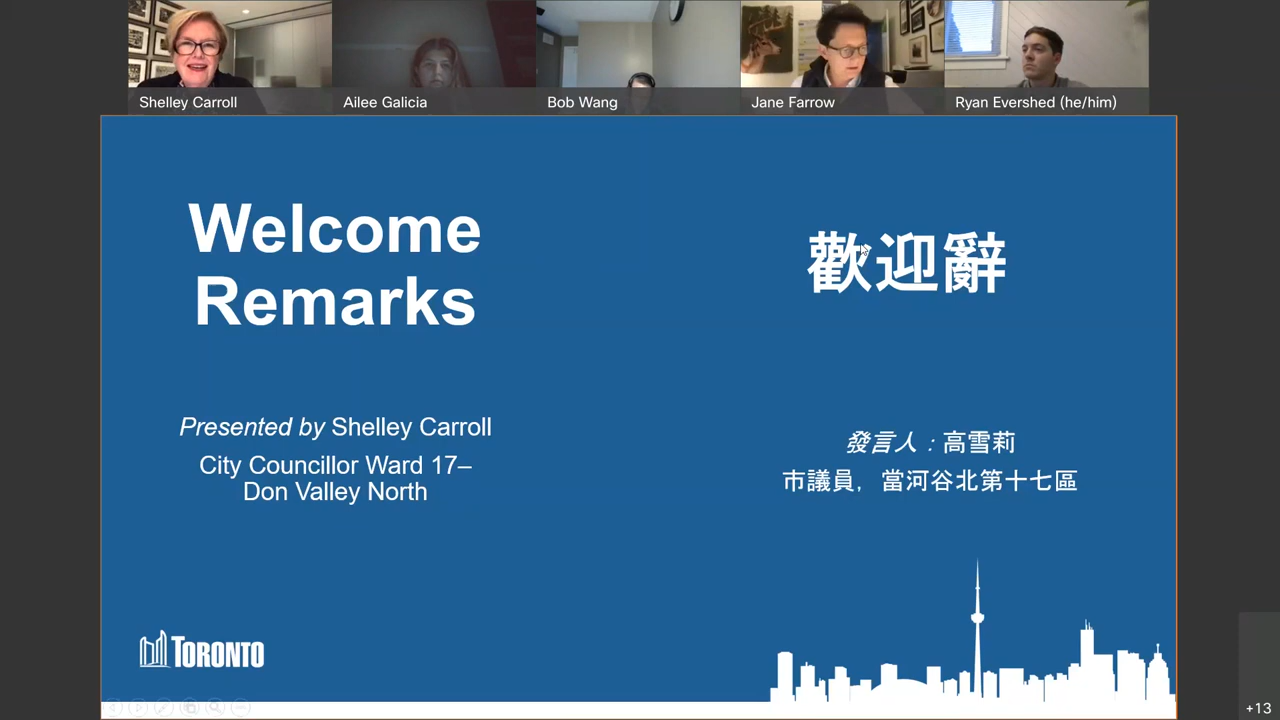 Shelley Carroll
Ailee Galicia
Bob Wang
Jane Farrow
Ryan Evershed (he/him)
Welcome
Remarks
Presented by Shelley Carroll
City Councillor Ward 17–
Don Valley North
歡迎辭
發言人：高雪莉
市議員，當河谷北第十七區
TORONTO
+13